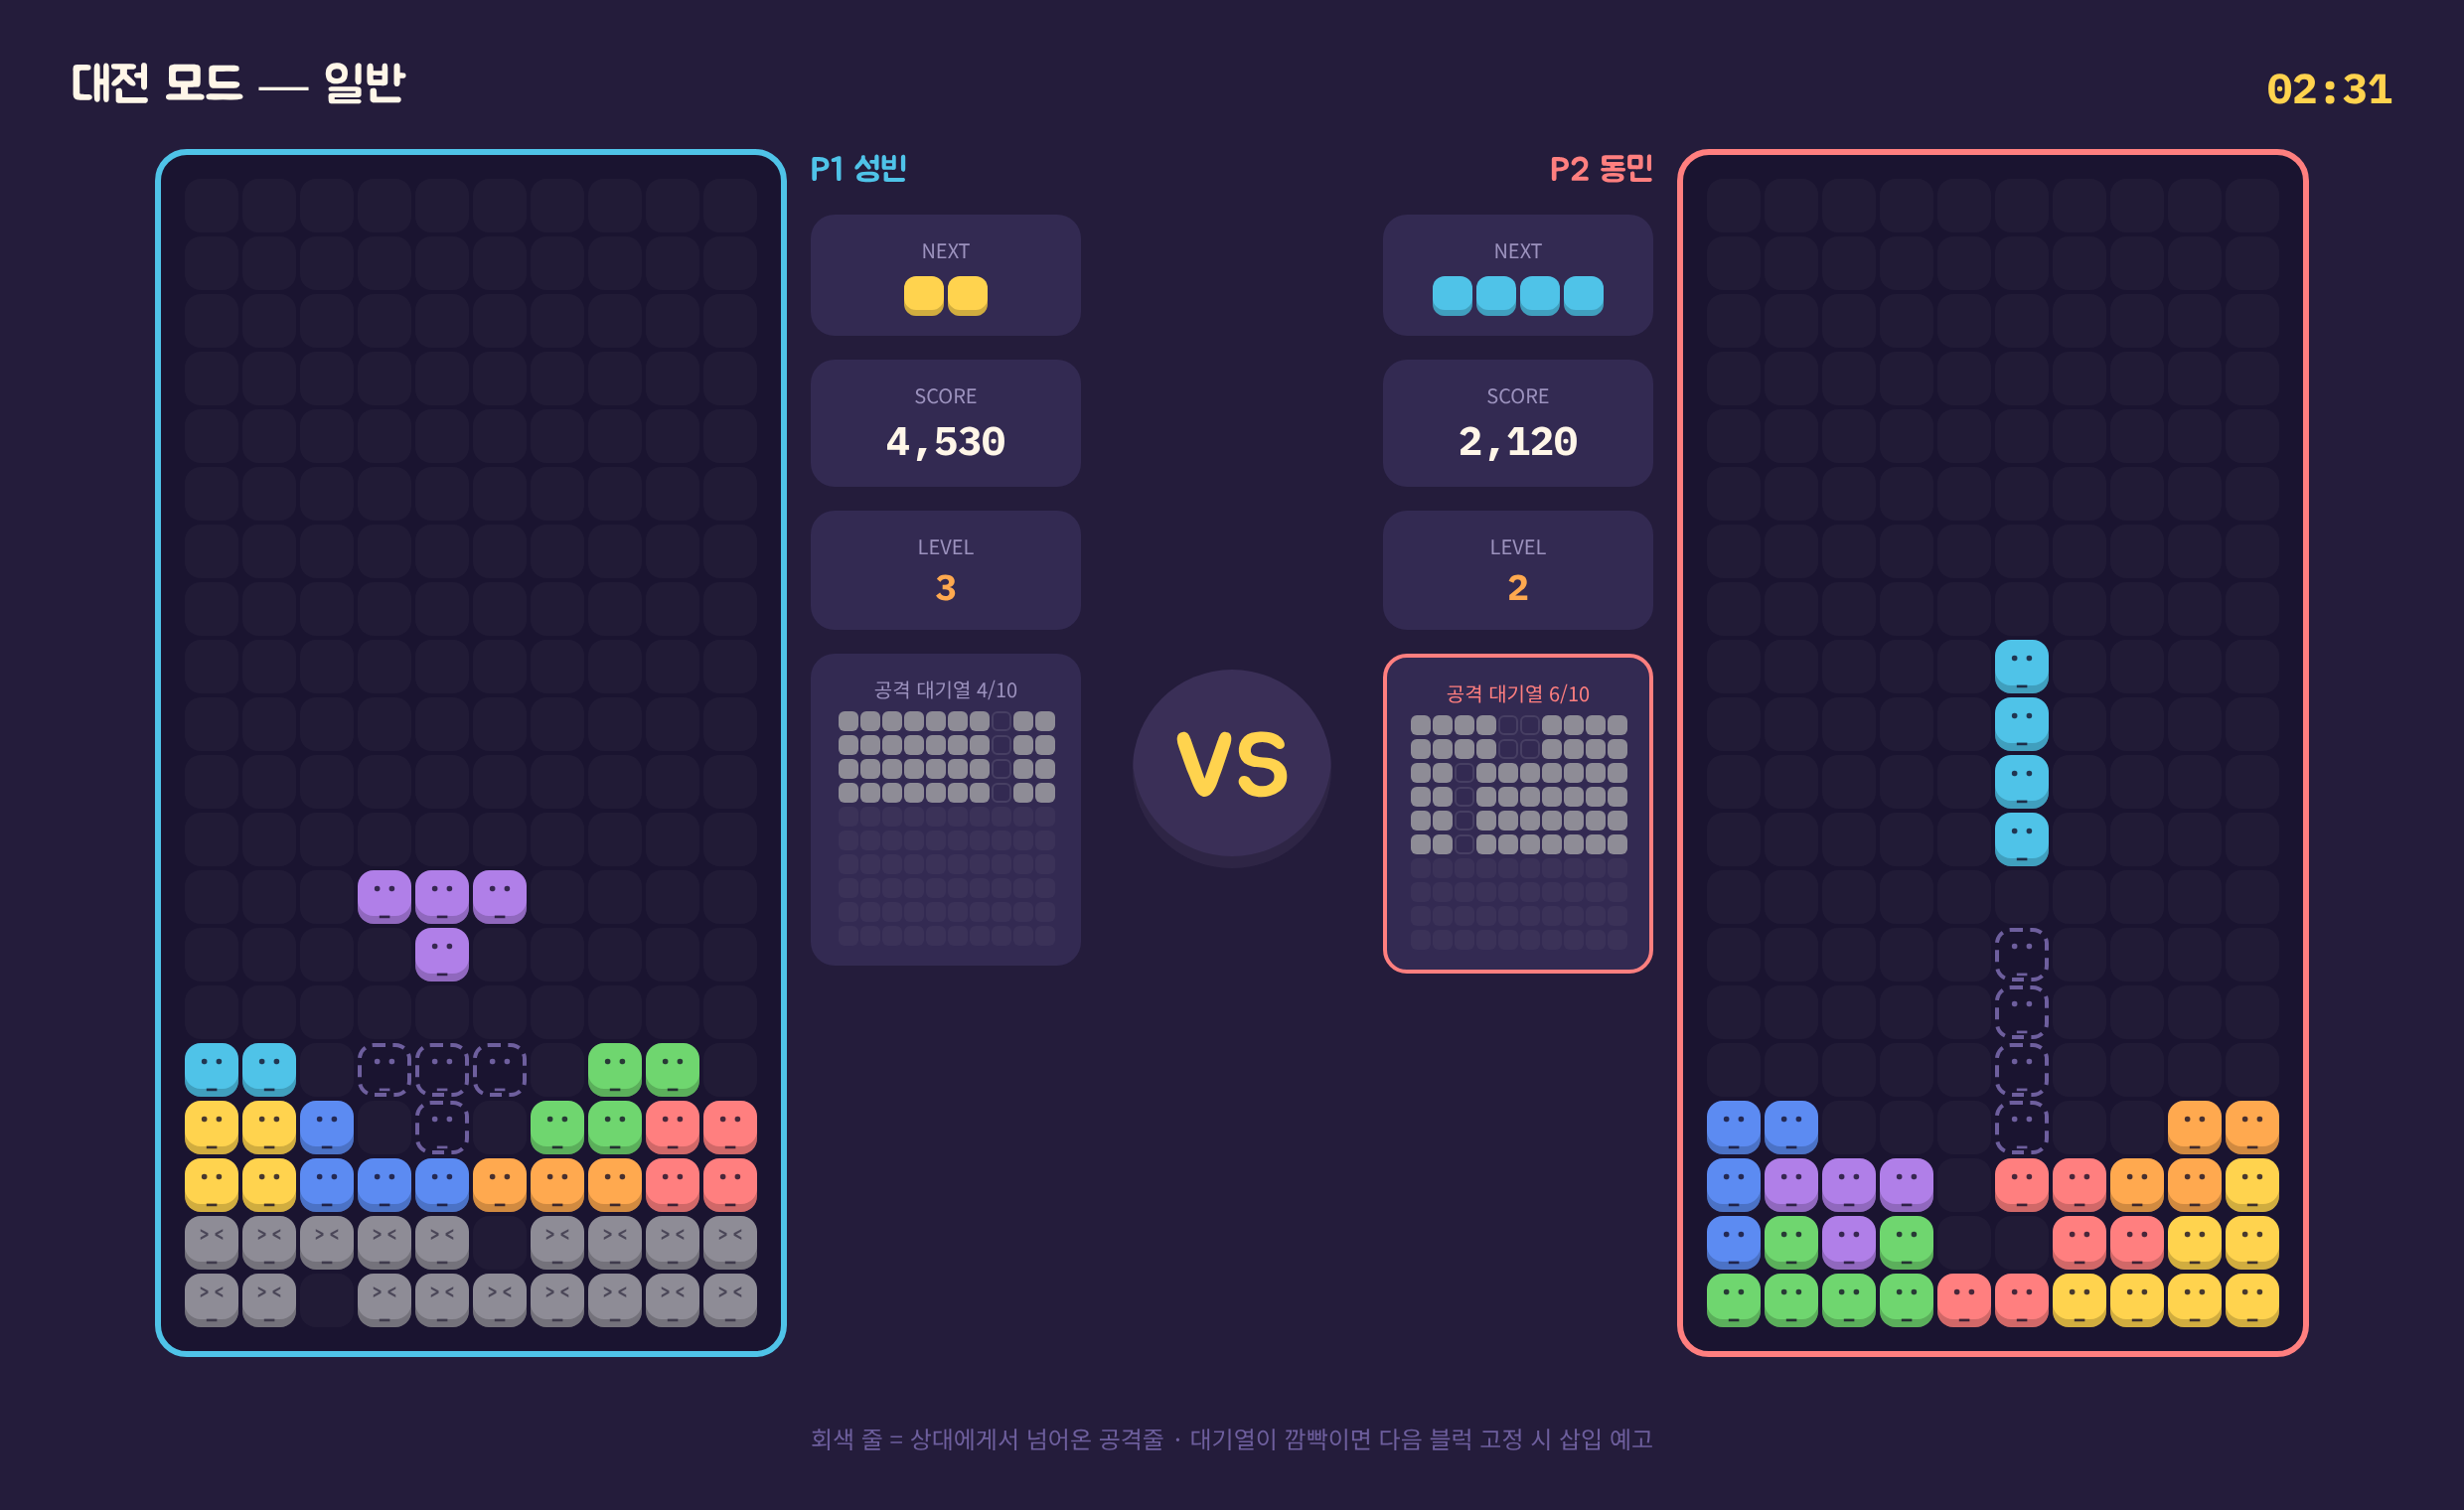 대전 모드 — 일반
02:31
P1 성빈
NEXT
SCORE
4,530
LEVEL
3
공격 대기열 4/10
VS
P2 동민
NEXT
SCORE
2,120
LEVEL
2
공격 대기열 6/10
회색 줄 = 상대에게서 넘어온 공격줄 · 대기열이 깜빡이면 다음 블럭 고정 시 삽입 예고